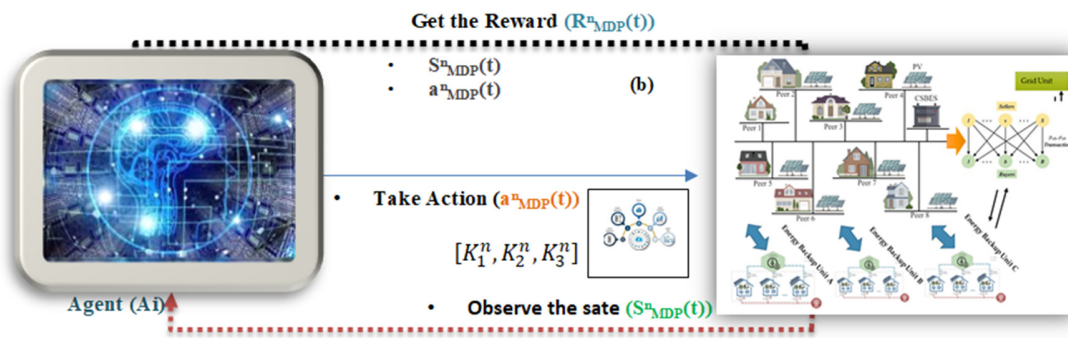 Get the Reward (Rⁿ_MDP(t))
• Sⁿ_MDP(t)
• aⁿ_MDP(t)
(b)
• Take Action (aⁿ_MDP(t))
[K₁ⁿ, K₂ⁿ, K₃ⁿ]
• Observe the sate (Sⁿ_MDP(t))
Agent (Ai)
Peer 2
Peer 4
PV
Grid Unit
CSBES
Sellers
Peer 1
Peer 3
Transaction
Buyers
Peer 5
Peer 7
Peer 6
Peer 8
Energy Backup Unit A
Energy Backup Unit B
Energy Backup Unit C